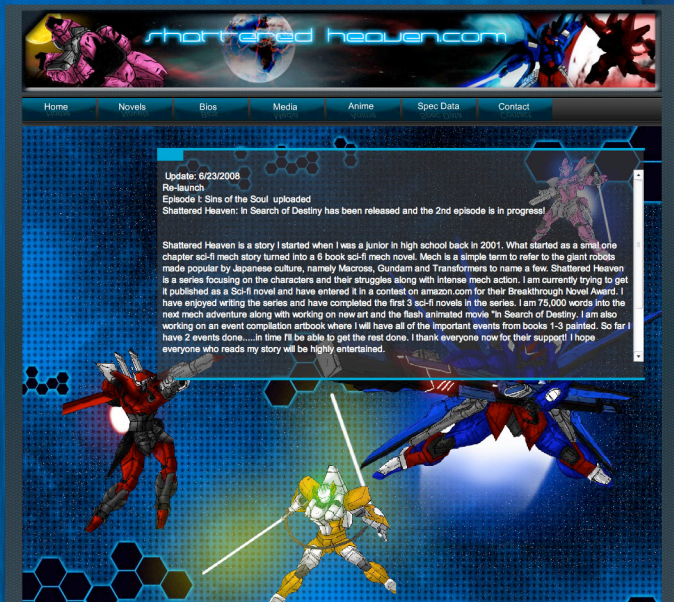 shattered heaven.com
Home Novels Bios Media Anime Spec Data Contact
Update: 6/23/2008
Re-launch
Episode I: Sins of the Soul uploaded
Shattered Heaven: In Search of Destiny has been released and the 2nd episode is in progress!
Shattered Heaven is a story I started when I was a junior in high school back in 2001. What started as a smal one
chapter sci-fi mech story turned into a 6 book sci-fi mech novel. Mech is a simple term to refer to the giant robots
made popular by Japanese culture, namely Macross, Gundam and Transformers to name a few. Shattered Heaven
is a series focusing on the characters and their struggles along with intense mech action. I am currently trying to get
it published as a Sci-fi novel and have entered it in a contest on amazon.com for their Breakthrough Novel Award. I
have enjoyed writing the series and have completed the first 3 sci-fi novels in the series. I am 75,000 words into the
next mech adventure along with working on new art and the flash animated movie "In Search of Destiny. I am also
working on an event compilation artbook where I will have all of the important events from books 1-3 painted. So far I
have 2 events done.....in time I'll be able to get the rest done. I thank everyone now for their support! I hope
everyone who reads my story will be highly entertained.